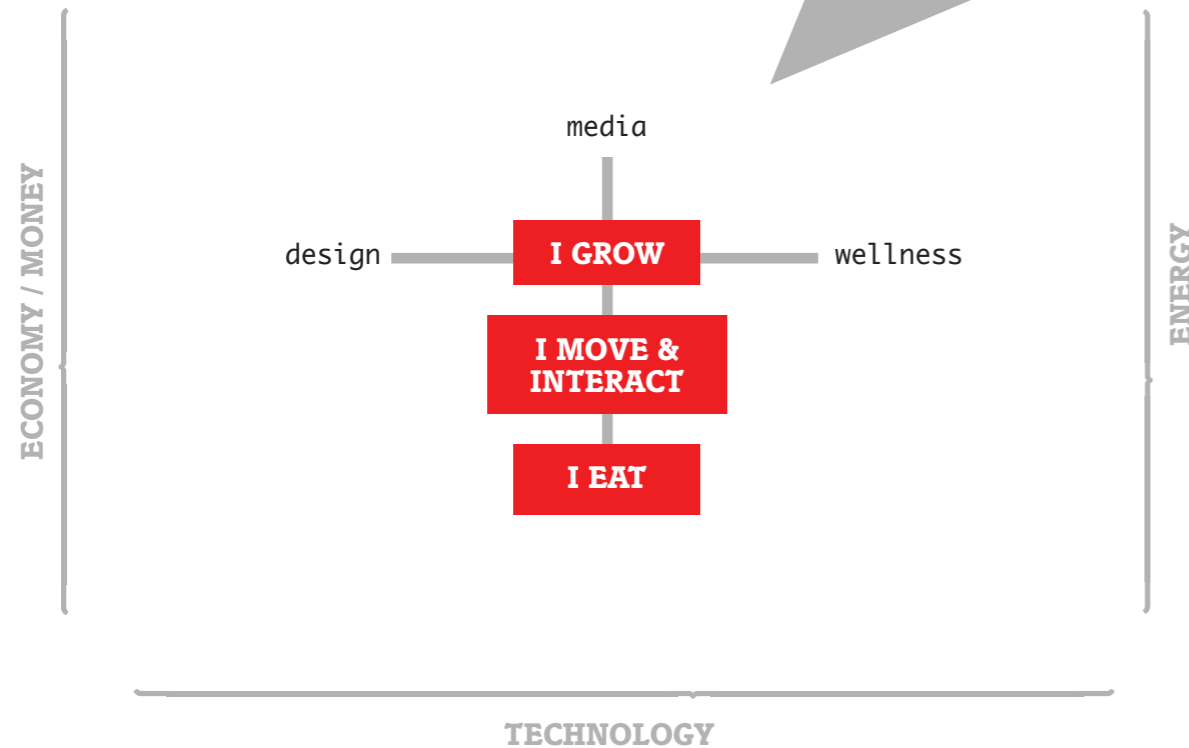 media
design
I GROW
wellness
I MOVE &
INTERACT
I EAT
ECONOMY / MONEY
ENERGY
TECHNOLOGY